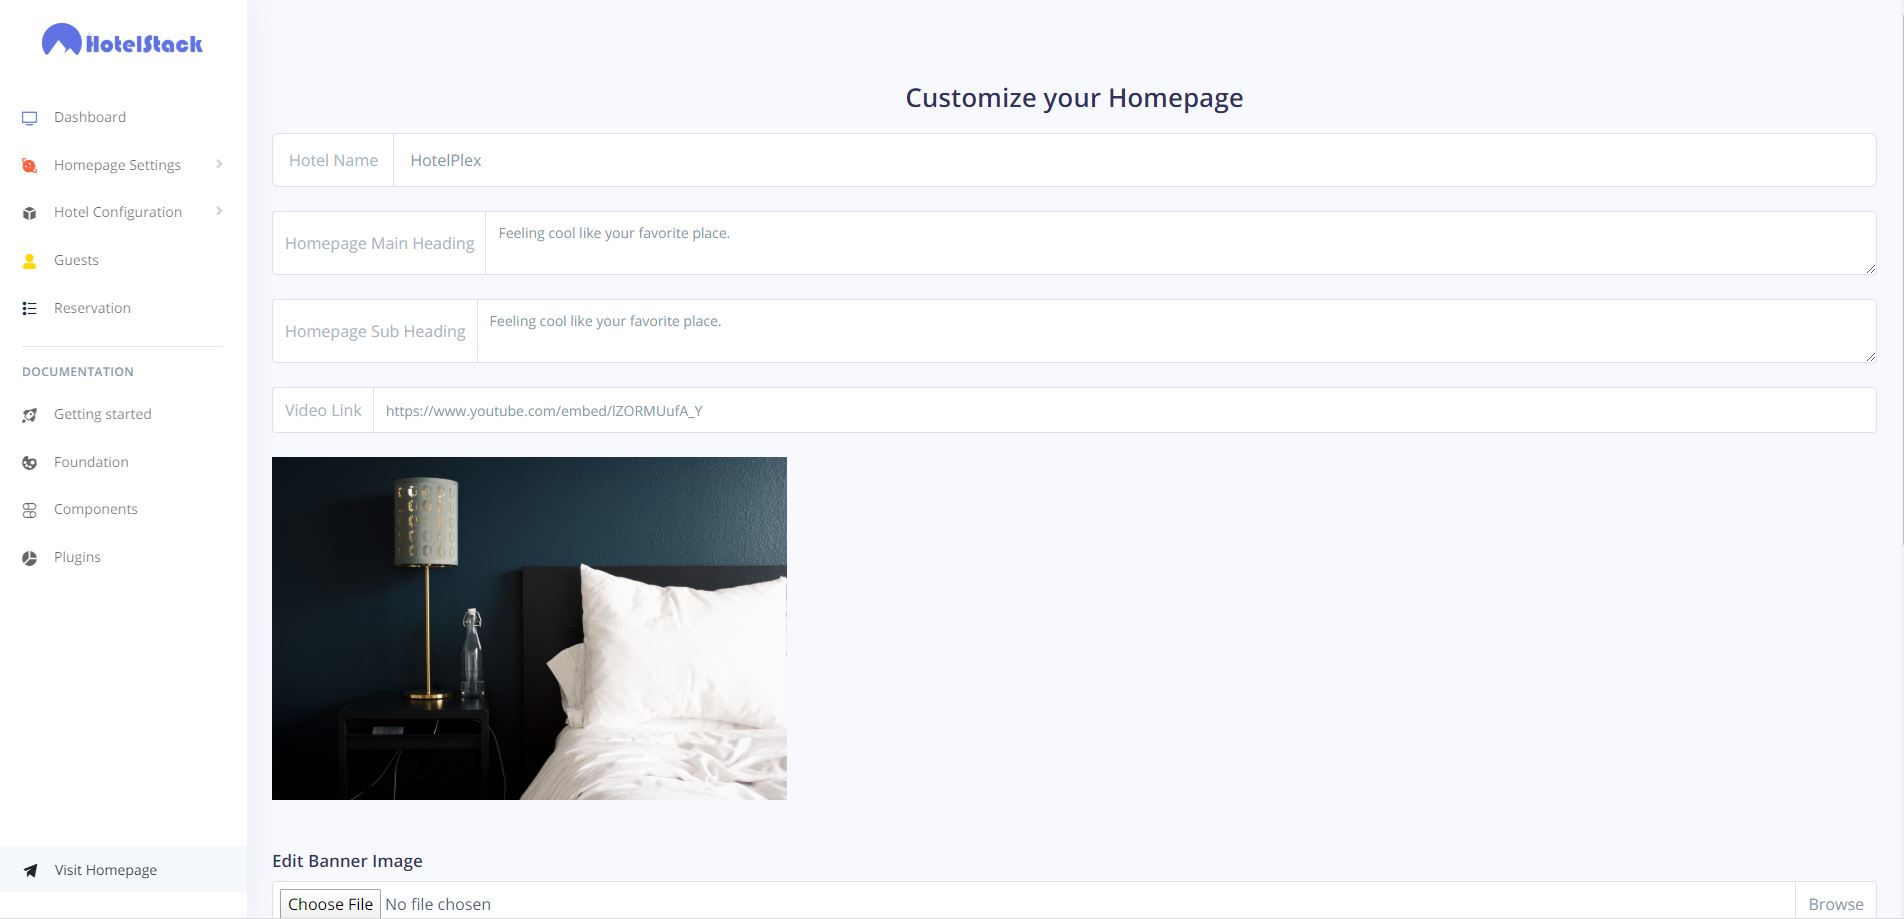 HotelStack
Dashboard
Homepage Settings
Hotel Configuration
Guests
Reservation
DOCUMENTATION
Getting started
Foundation
Components
Plugins
Visit Homepage
Customize your Homepage
Hotel Name HotelPlex
Homepage Main Heading Feeling cool like your favorite place.
Homepage Sub Heading Feeling cool like your favorite place.
Video Link https://www.youtube.com/embed/lZORMUufA_Y
Edit Banner Image
Choose File No file chosen Browse